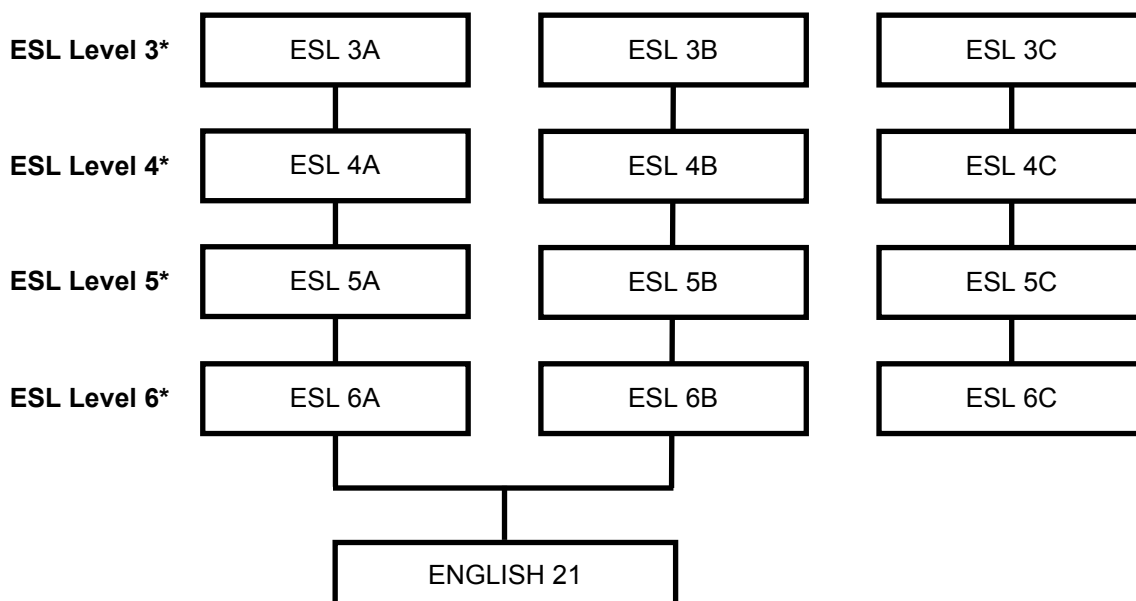 ESL Level 3* ESL 3A ESL 3B ESL 3C
ESL Level 4* ESL 4A ESL 4B ESL 4C
ESL Level 5* ESL 5A ESL 5B ESL 5C
ESL Level 6* ESL 6A ESL 6B ESL 6C
ENGLISH 21